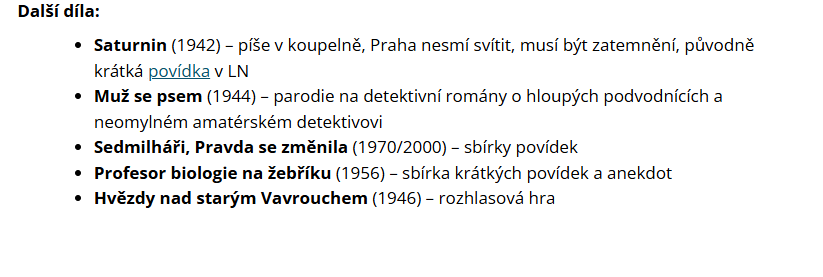 Další díla:
Saturnin (1942) – píše v koupelně, Praha nesmí svítit, musí být zatemnění, původně
krátká povídka v LN
Muž se psem (1944) – parodie na detektivní romány o hloupých podvodnících a
neomylném amatérském detektivovi
Sedmilháři, Pravda se změnila (1970/2000) – sbírky povídek
Profesor biologie na žebříku (1956) – sbírka krátkých povídek a anekdot
Hvězdy nad starým Vavrouchem (1946) – rozhlasová hra